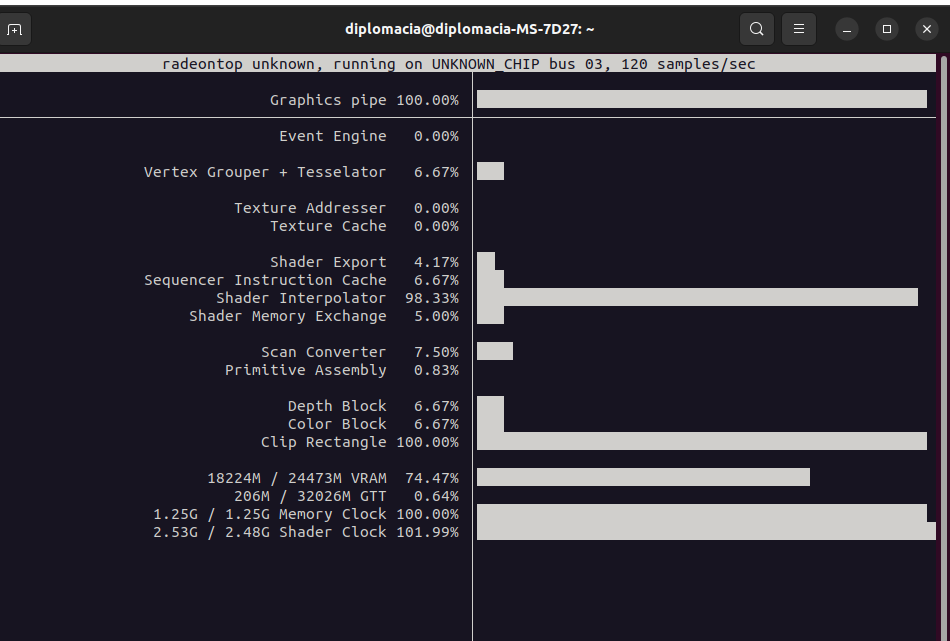 diplomacia@diplomacia-MS-7D27: ~
radeontop unknown, running on UNKNOWN_CHIP bus 03, 120 samples/sec
Graphics pipe 100.00%
Event Engine 0.00%
Vertex Grouper + Tesselator 6.67%
Texture Addresser 0.00%
Texture Cache 0.00%
Shader Export 4.17%
Sequencer Instruction Cache 6.67%
Shader Interpolator 98.33%
Shader Memory Exchange 5.00%
Scan Converter 7.50%
Primitive Assembly 0.83%
Depth Block 6.67%
Color Block 6.67%
Clip Rectangle 100.00%
18224M / 24473M VRAM 74.47%
206M / 32026M GTT 0.64%
1.25G / 1.25G Memory Clock 100.00%
2.53G / 2.48G Shader Clock 101.99%